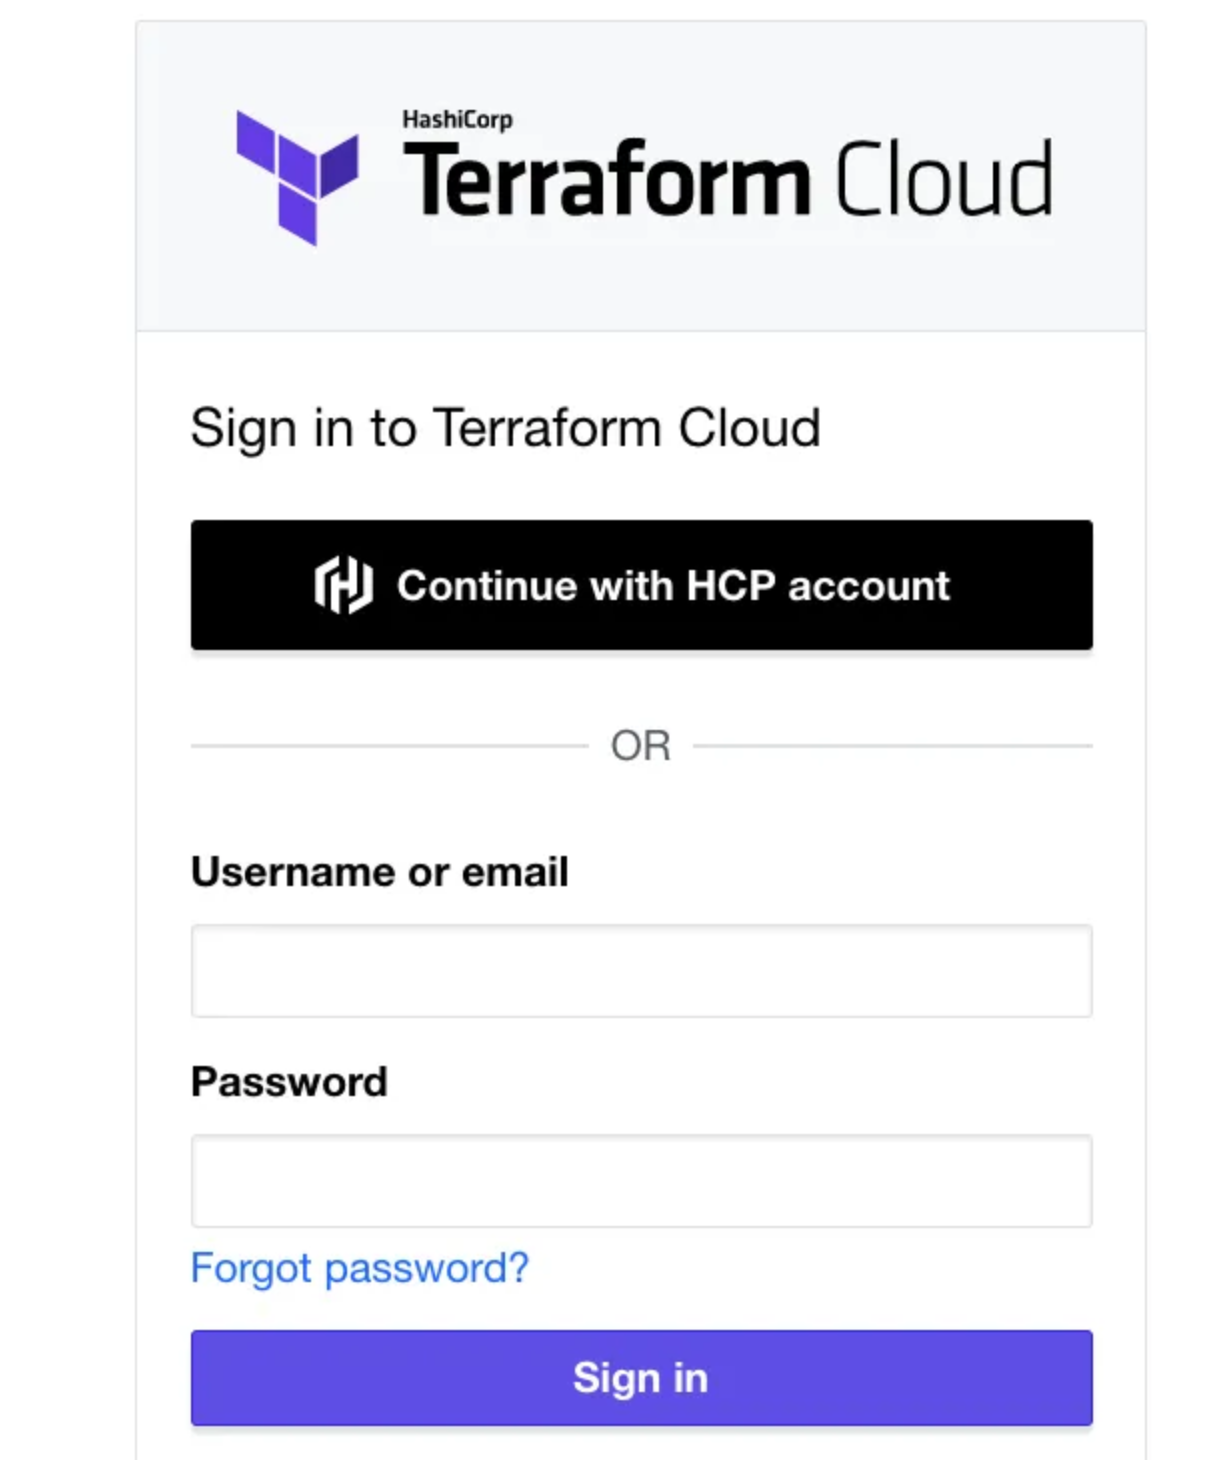 HashiCorp
Terraform Cloud
Sign in to Terraform Cloud
Continue with HCP account
OR
Username or email
Password
Forgot password?
Sign in